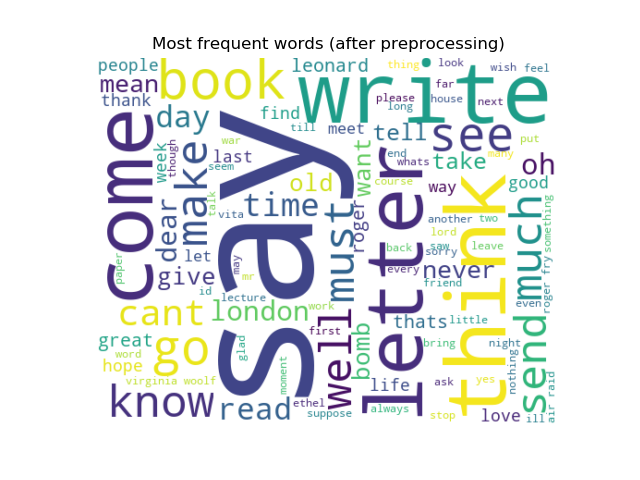 Most frequent words (after preprocessing)
people
book
leonard
thing
look
wish feel
mean
write
far
thank
please
house
next
long
day
find
till
meet
tell
see
put
come
say
though
week
war
make
last
seem
want
end
whats
take
many
oh
old
course
way
good
dear
talk
vita
time
must
roger
letter
think
much
something
another
two
lord
let
back
saw
leave
sorry
paper
give
may
mr
every
never
roger fry
id
lecture
friend
even
cant
london
work
thats
little
great
go
glad
first
well
bomb
bring
night
send
word
hope
moment
life
ask
yes
nothing
virginia woolf
know
read
ethel
suppose
always
stop
love
ill
air raid